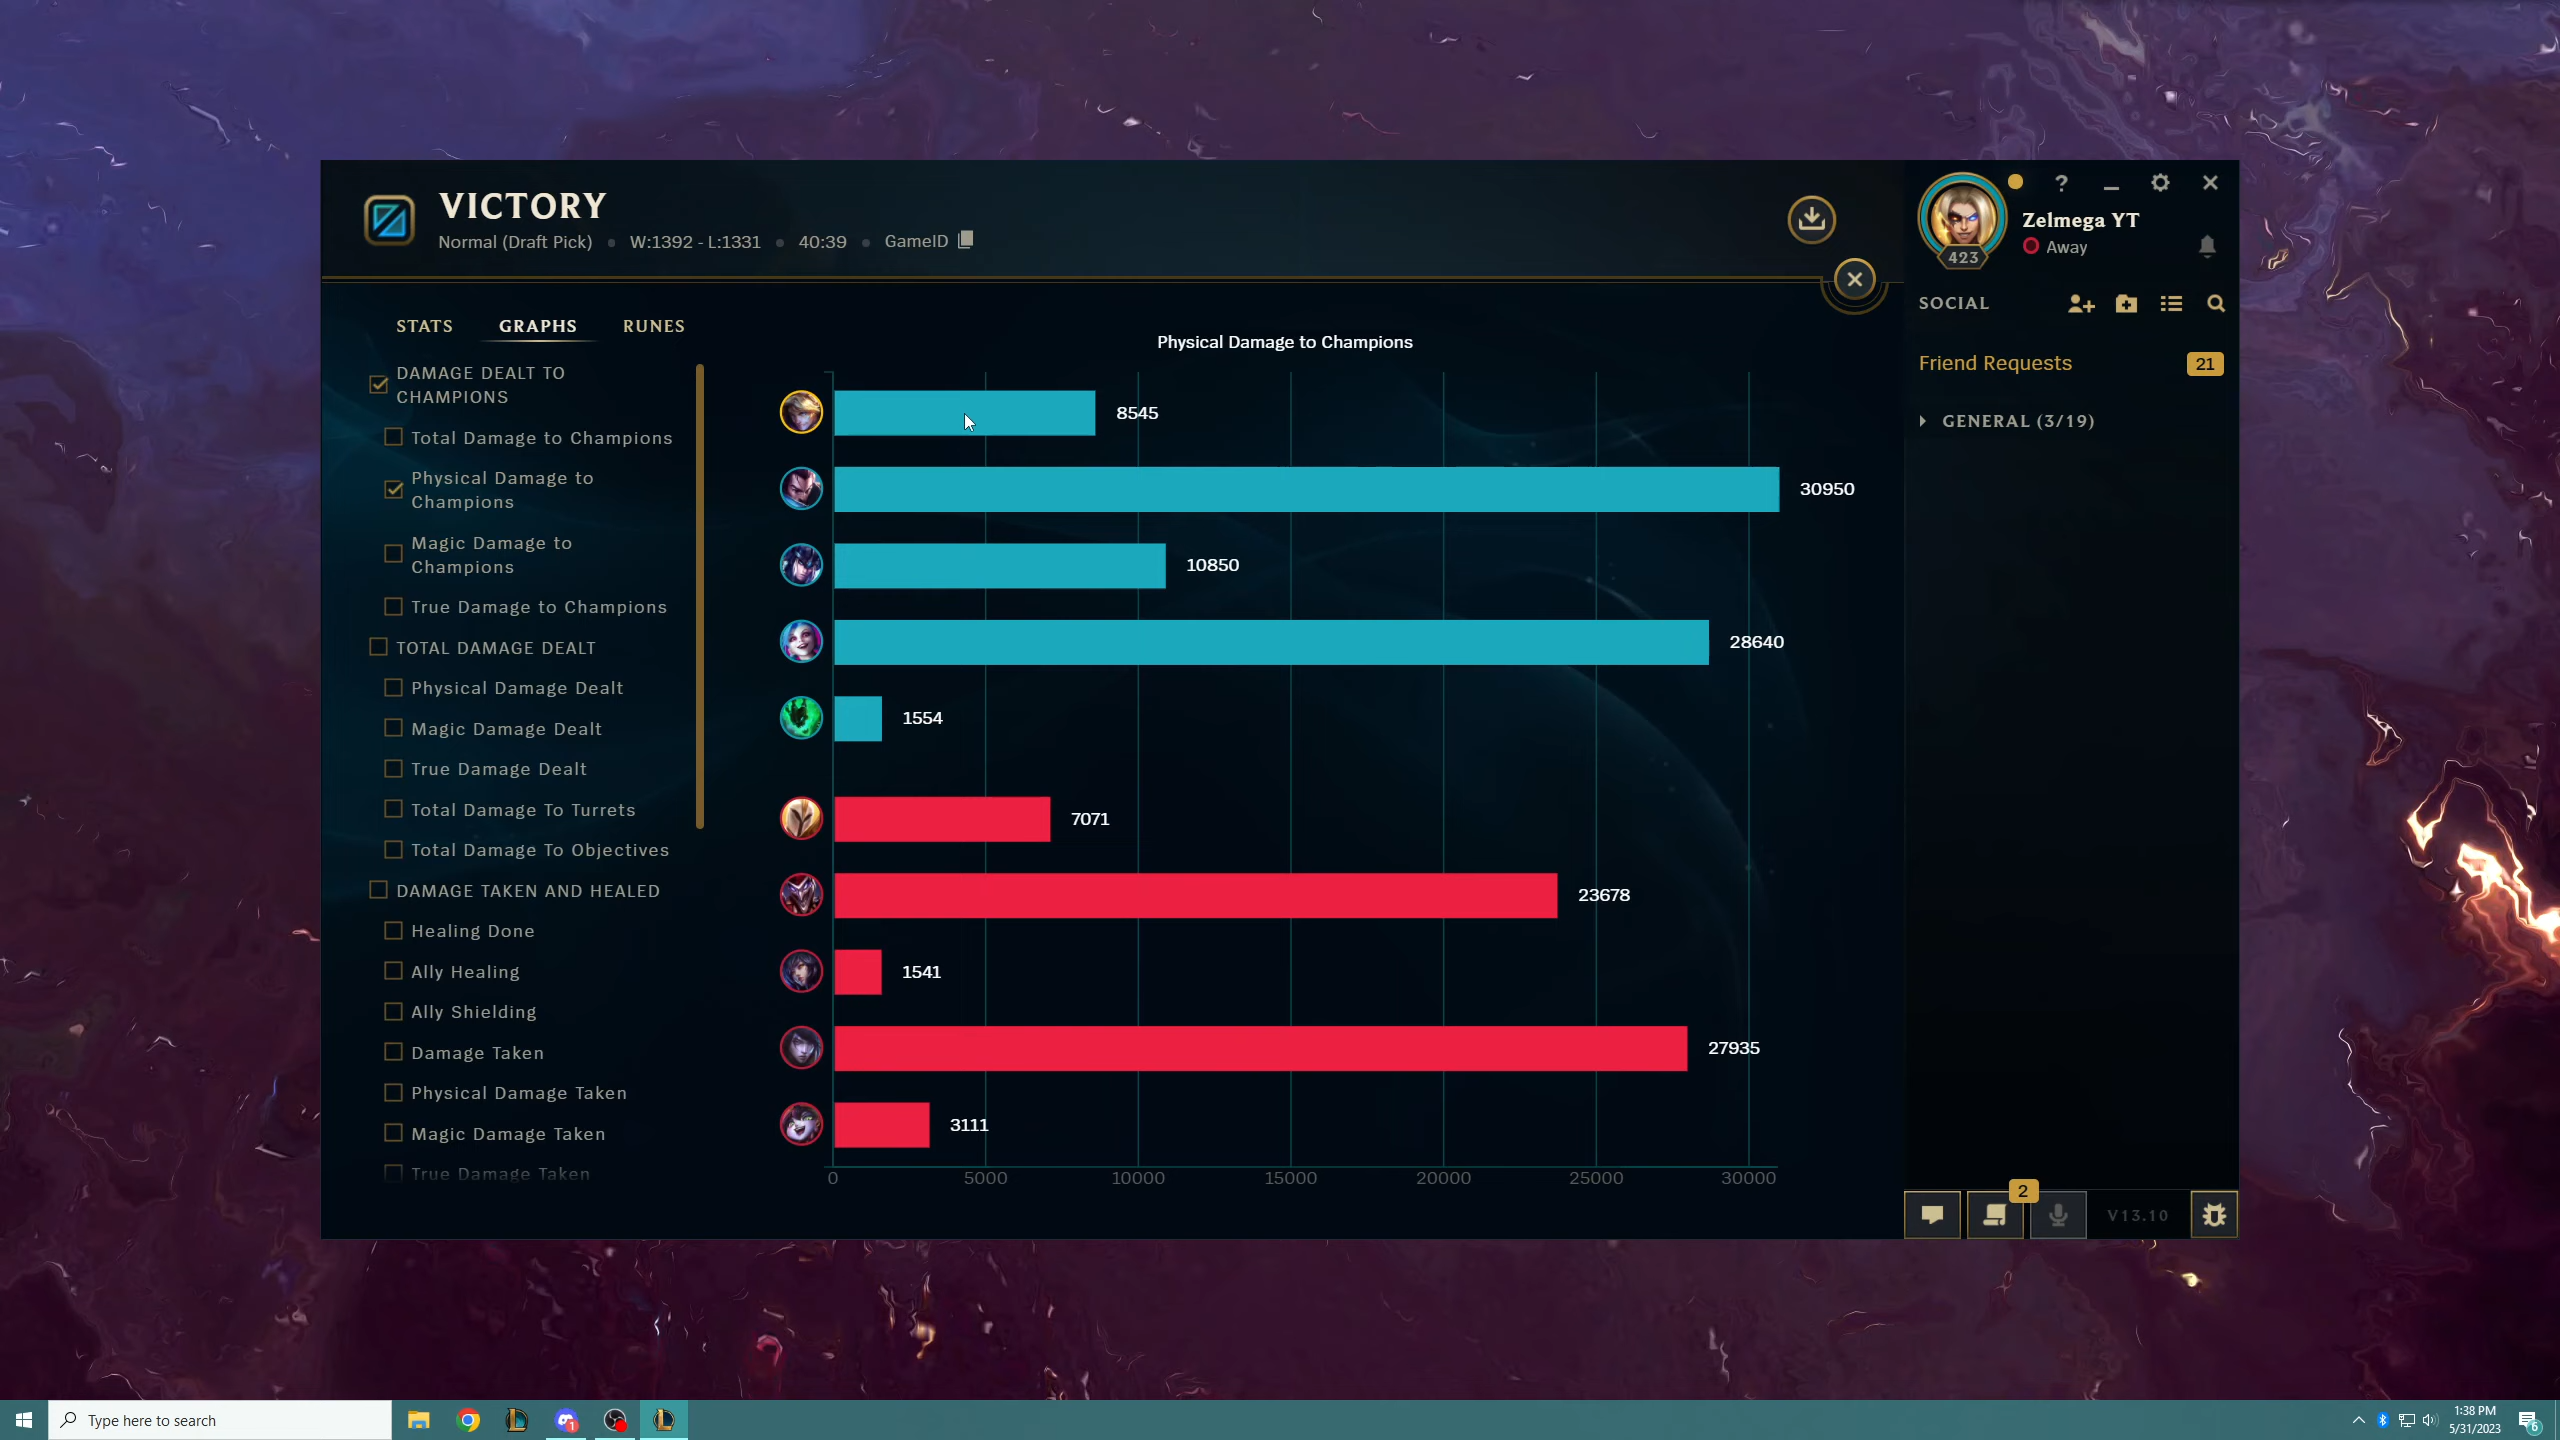 VICTORY
Normal (Draft Pick) • W:1392 - L:1331 • 40:39 • GameID
423
?
Zelmega YT
Away
SOCIAL
Friend Requests 21
GENERAL (3/19)
STATS GRAPHS RUNES
DAMAGE DEALT TO
CHAMPIONS
Total Damage to Champions
Physical Damage to
Champions
Magic Damage to
Champions
True Damage to Champions
TOTAL DAMAGE DEALT
Physical Damage Dealt
Magic Damage Dealt
True Damage Dealt
Total Damage To Turrets
Total Damage To Objectives
DAMAGE TAKEN AND HEALED
Healing Done
Ally Healing
Ally Shielding
Damage Taken
Physical Damage Taken
Magic Damage Taken
True Damage Taken
Physical Damage to Champions
8545
30950
10850
28640
1554
7071
23678
1541
27935
3111
0 5000 10000 15000 20000 25000 30000
2
V13.10
Type here to search
1
1:38 PM
5/31/2023
6